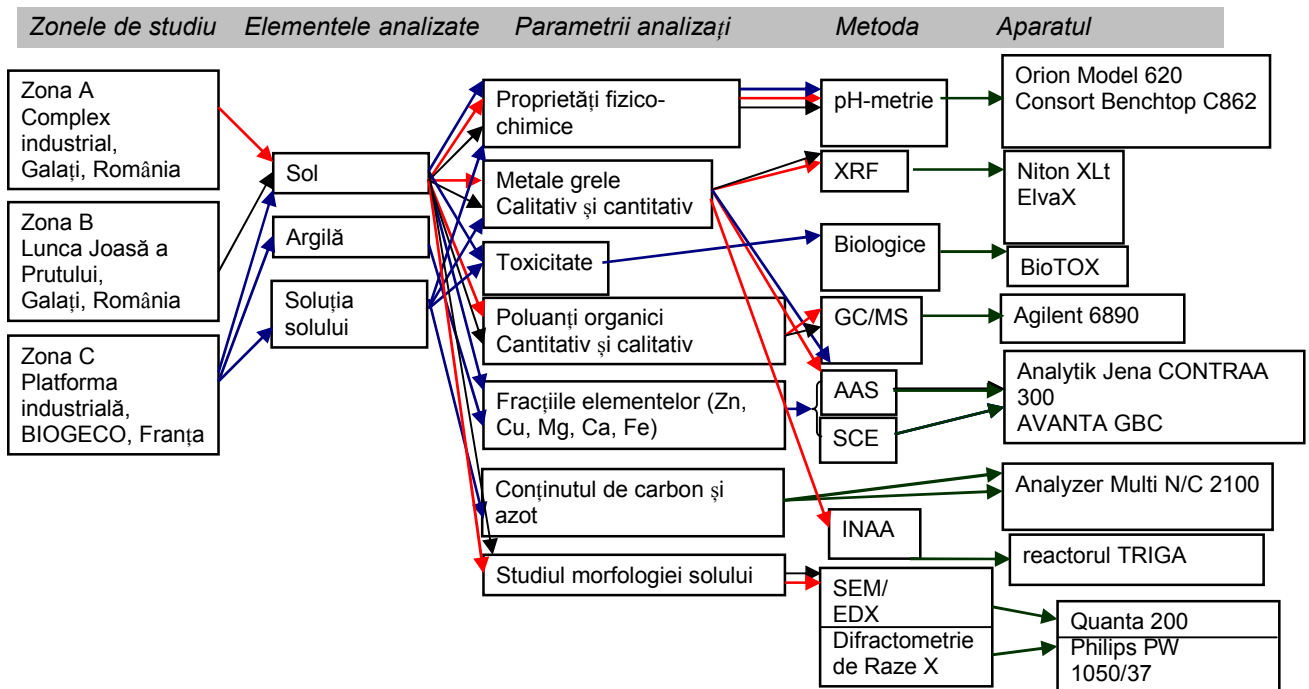 Zonele de studiu Elementele analizate Parametrii analizați Metoda Aparatul
Zona A
Complex
industrial,
Galați, România
Zona B
Lunca Joasă a
Prutului,
Galați, România
Zona C
Platforma
industrială,
BIOGECO, Franța
Sol
Argilă
Soluția
solului
Proprietăți fizico-
chimice
Metale grele
Calitativ și cantitativ
Toxicitate
Poluanți organici
Cantitativ și calitativ
Fracțiile elementelor (Zn,
Cu, Mg, Ca, Fe)
Conținutul de carbon și
azot
Studiul morfologiei solului
pH-metrie
XRF
Biologice
GC/MS
AAS
SCE
INAA
SEM/
EDX
Difractometrie
de Raze X
Orion Model 620
Consort Benchtop C862
Niton XLt
ElvaX
BioTOX
Agilent 6890
Analytik Jena CONTRAA
300
AVANTA GBC
Analyzer Multi N/C 2100
reactorul TRIGA
Quanta 200
Philips PW
1050/37